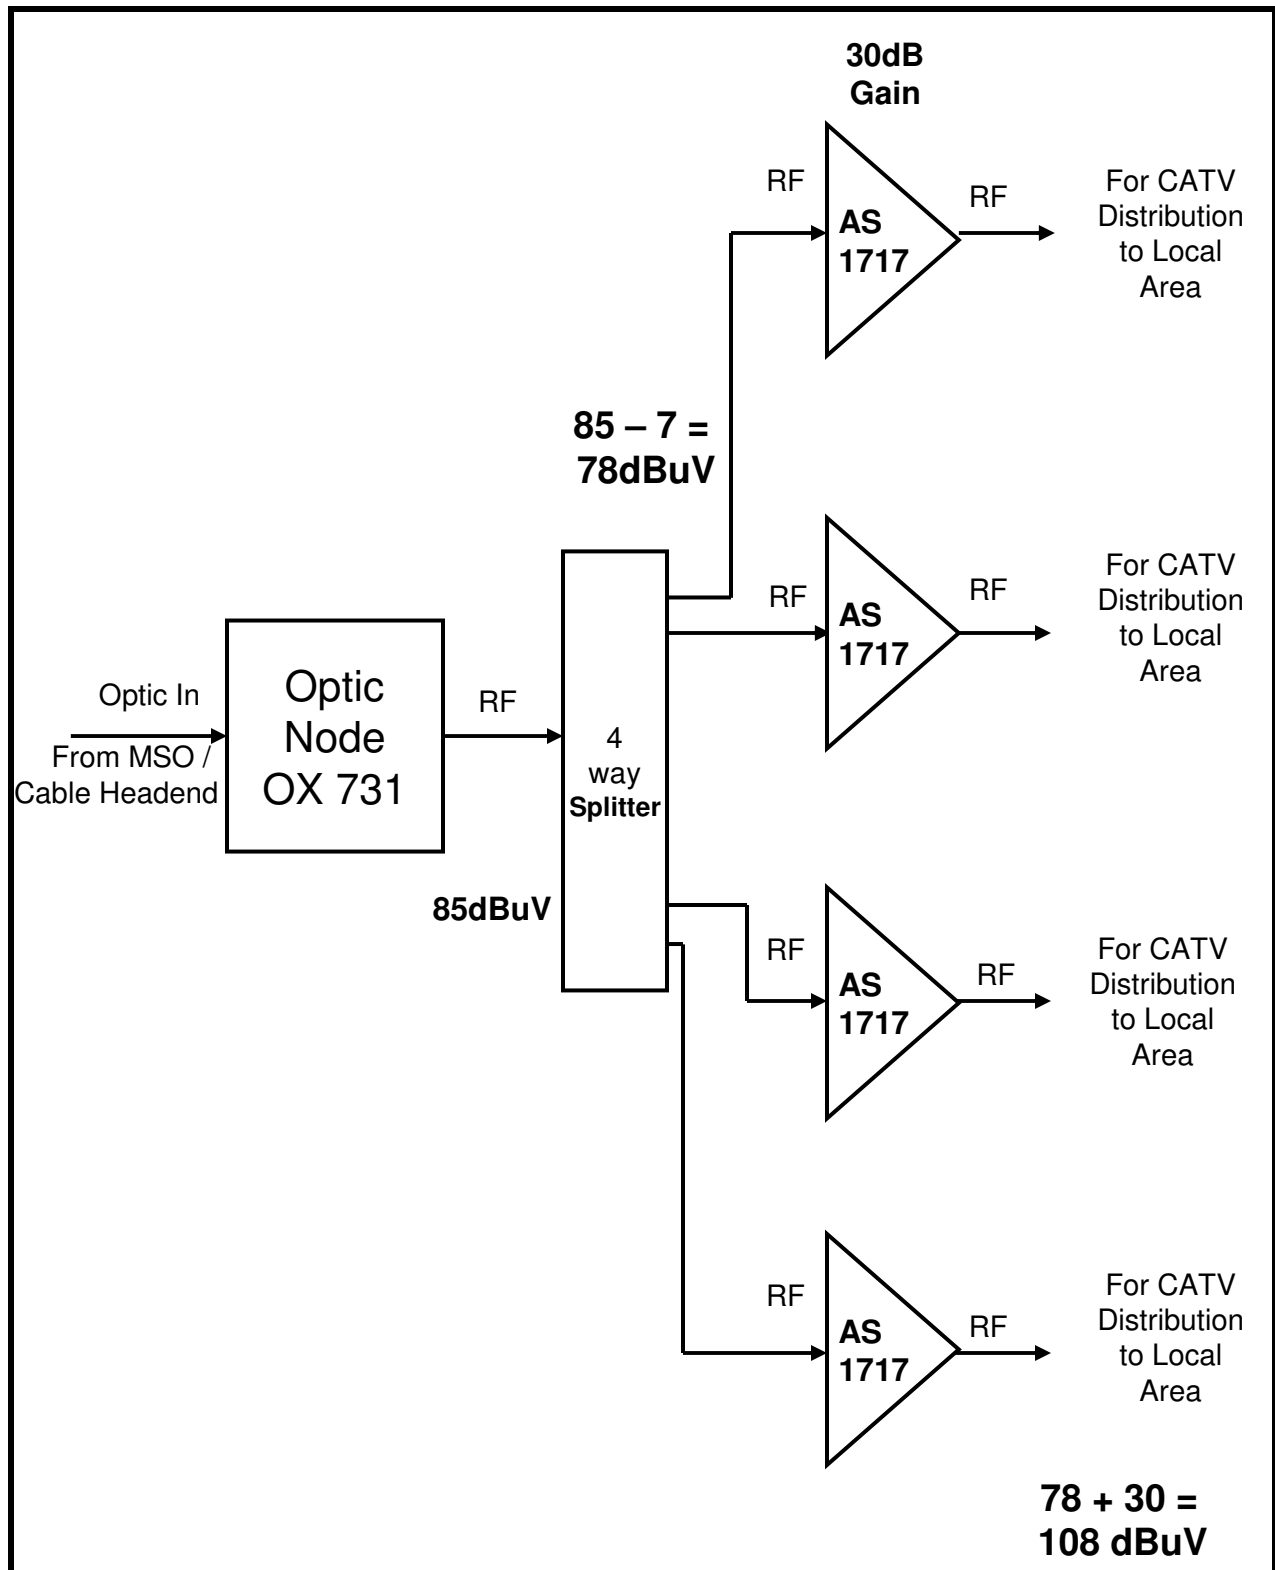 30dB
Gain
RF
AS
1717
RF
For CATV
Distribution
to Local
Area
85 – 7 =
78dBuV
RF
AS
1717
RF
For CATV
Distribution
to Local
Area
Optic In
From MSO /
Cable Headend
Optic
Node
OX 731
RF
4
way
Splitter
85dBuV
RF
AS
1717
RF
For CATV
Distribution
to Local
Area
RF
AS
1717
RF
For CATV
Distribution
to Local
Area
78 + 30 =
108 dBuV